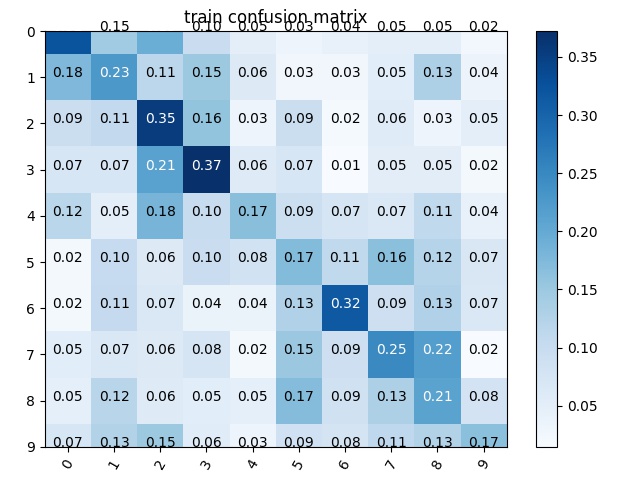 train confusion matrix
0 0.15 0.10 0.05 0.03 0.04 0.05 0.05 0.02
1 0.18 0.23 0.11 0.15 0.06 0.03 0.03 0.05 0.13 0.04
2 0.09 0.11 0.35 0.16 0.03 0.09 0.02 0.06 0.03 0.05
3 0.07 0.07 0.21 0.37 0.06 0.07 0.01 0.05 0.05 0.02
4 0.12 0.05 0.18 0.10 0.17 0.09 0.07 0.07 0.11 0.04
5 0.02 0.10 0.06 0.10 0.08 0.17 0.11 0.16 0.12 0.07
6 0.02 0.11 0.07 0.04 0.04 0.13 0.32 0.09 0.13 0.07
7 0.05 0.07 0.06 0.08 0.02 0.15 0.09 0.25 0.22 0.02
8 0.05 0.12 0.06 0.05 0.05 0.17 0.09 0.13 0.21 0.08
9 0.07 0.13 0.15 0.06 0.03 0.09 0.08 0.11 0.13 0.17
0 1 2 3 4 5 6 7 8 9
0.35
0.30
0.25
0.20
0.15
0.10
0.05